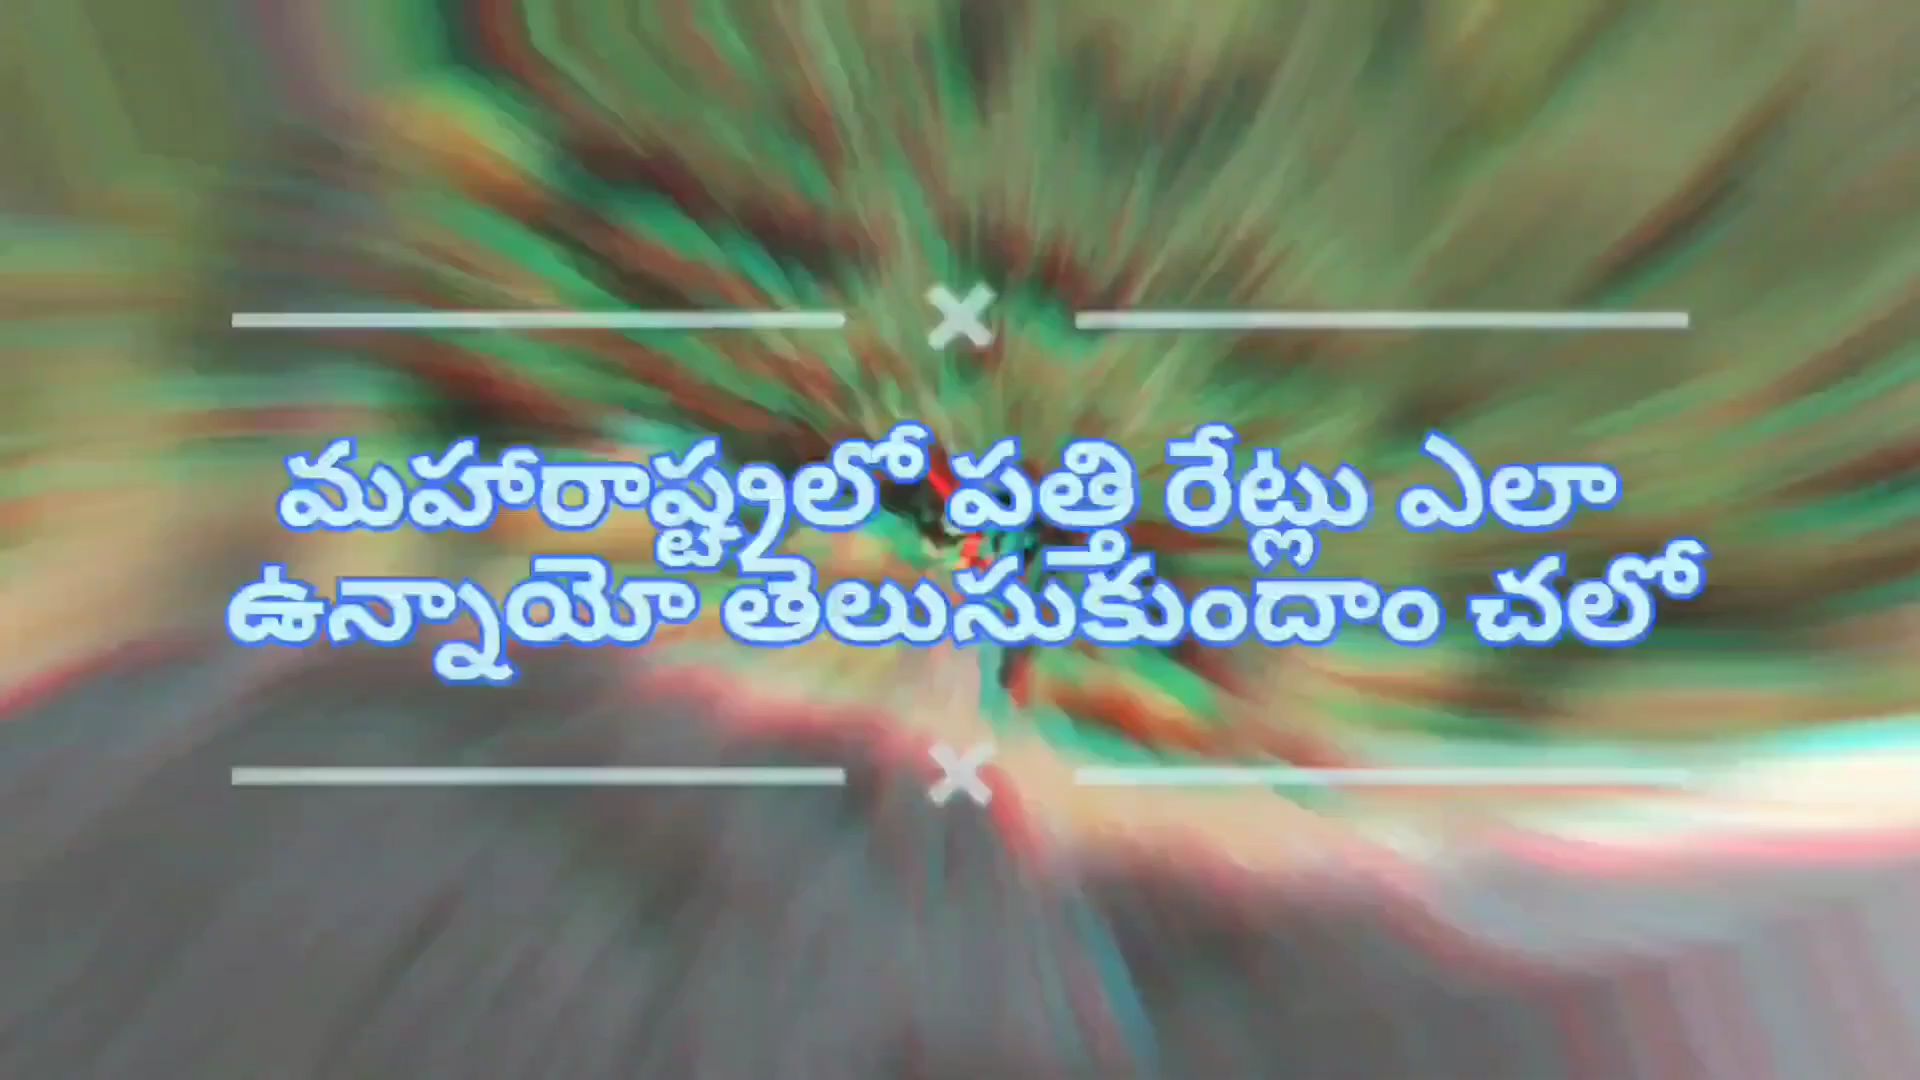 మహారాష్ట్రలో పత్తి రేట్లు ఎలా
ఉన్నాయో తెలుసుకుందాం చలో